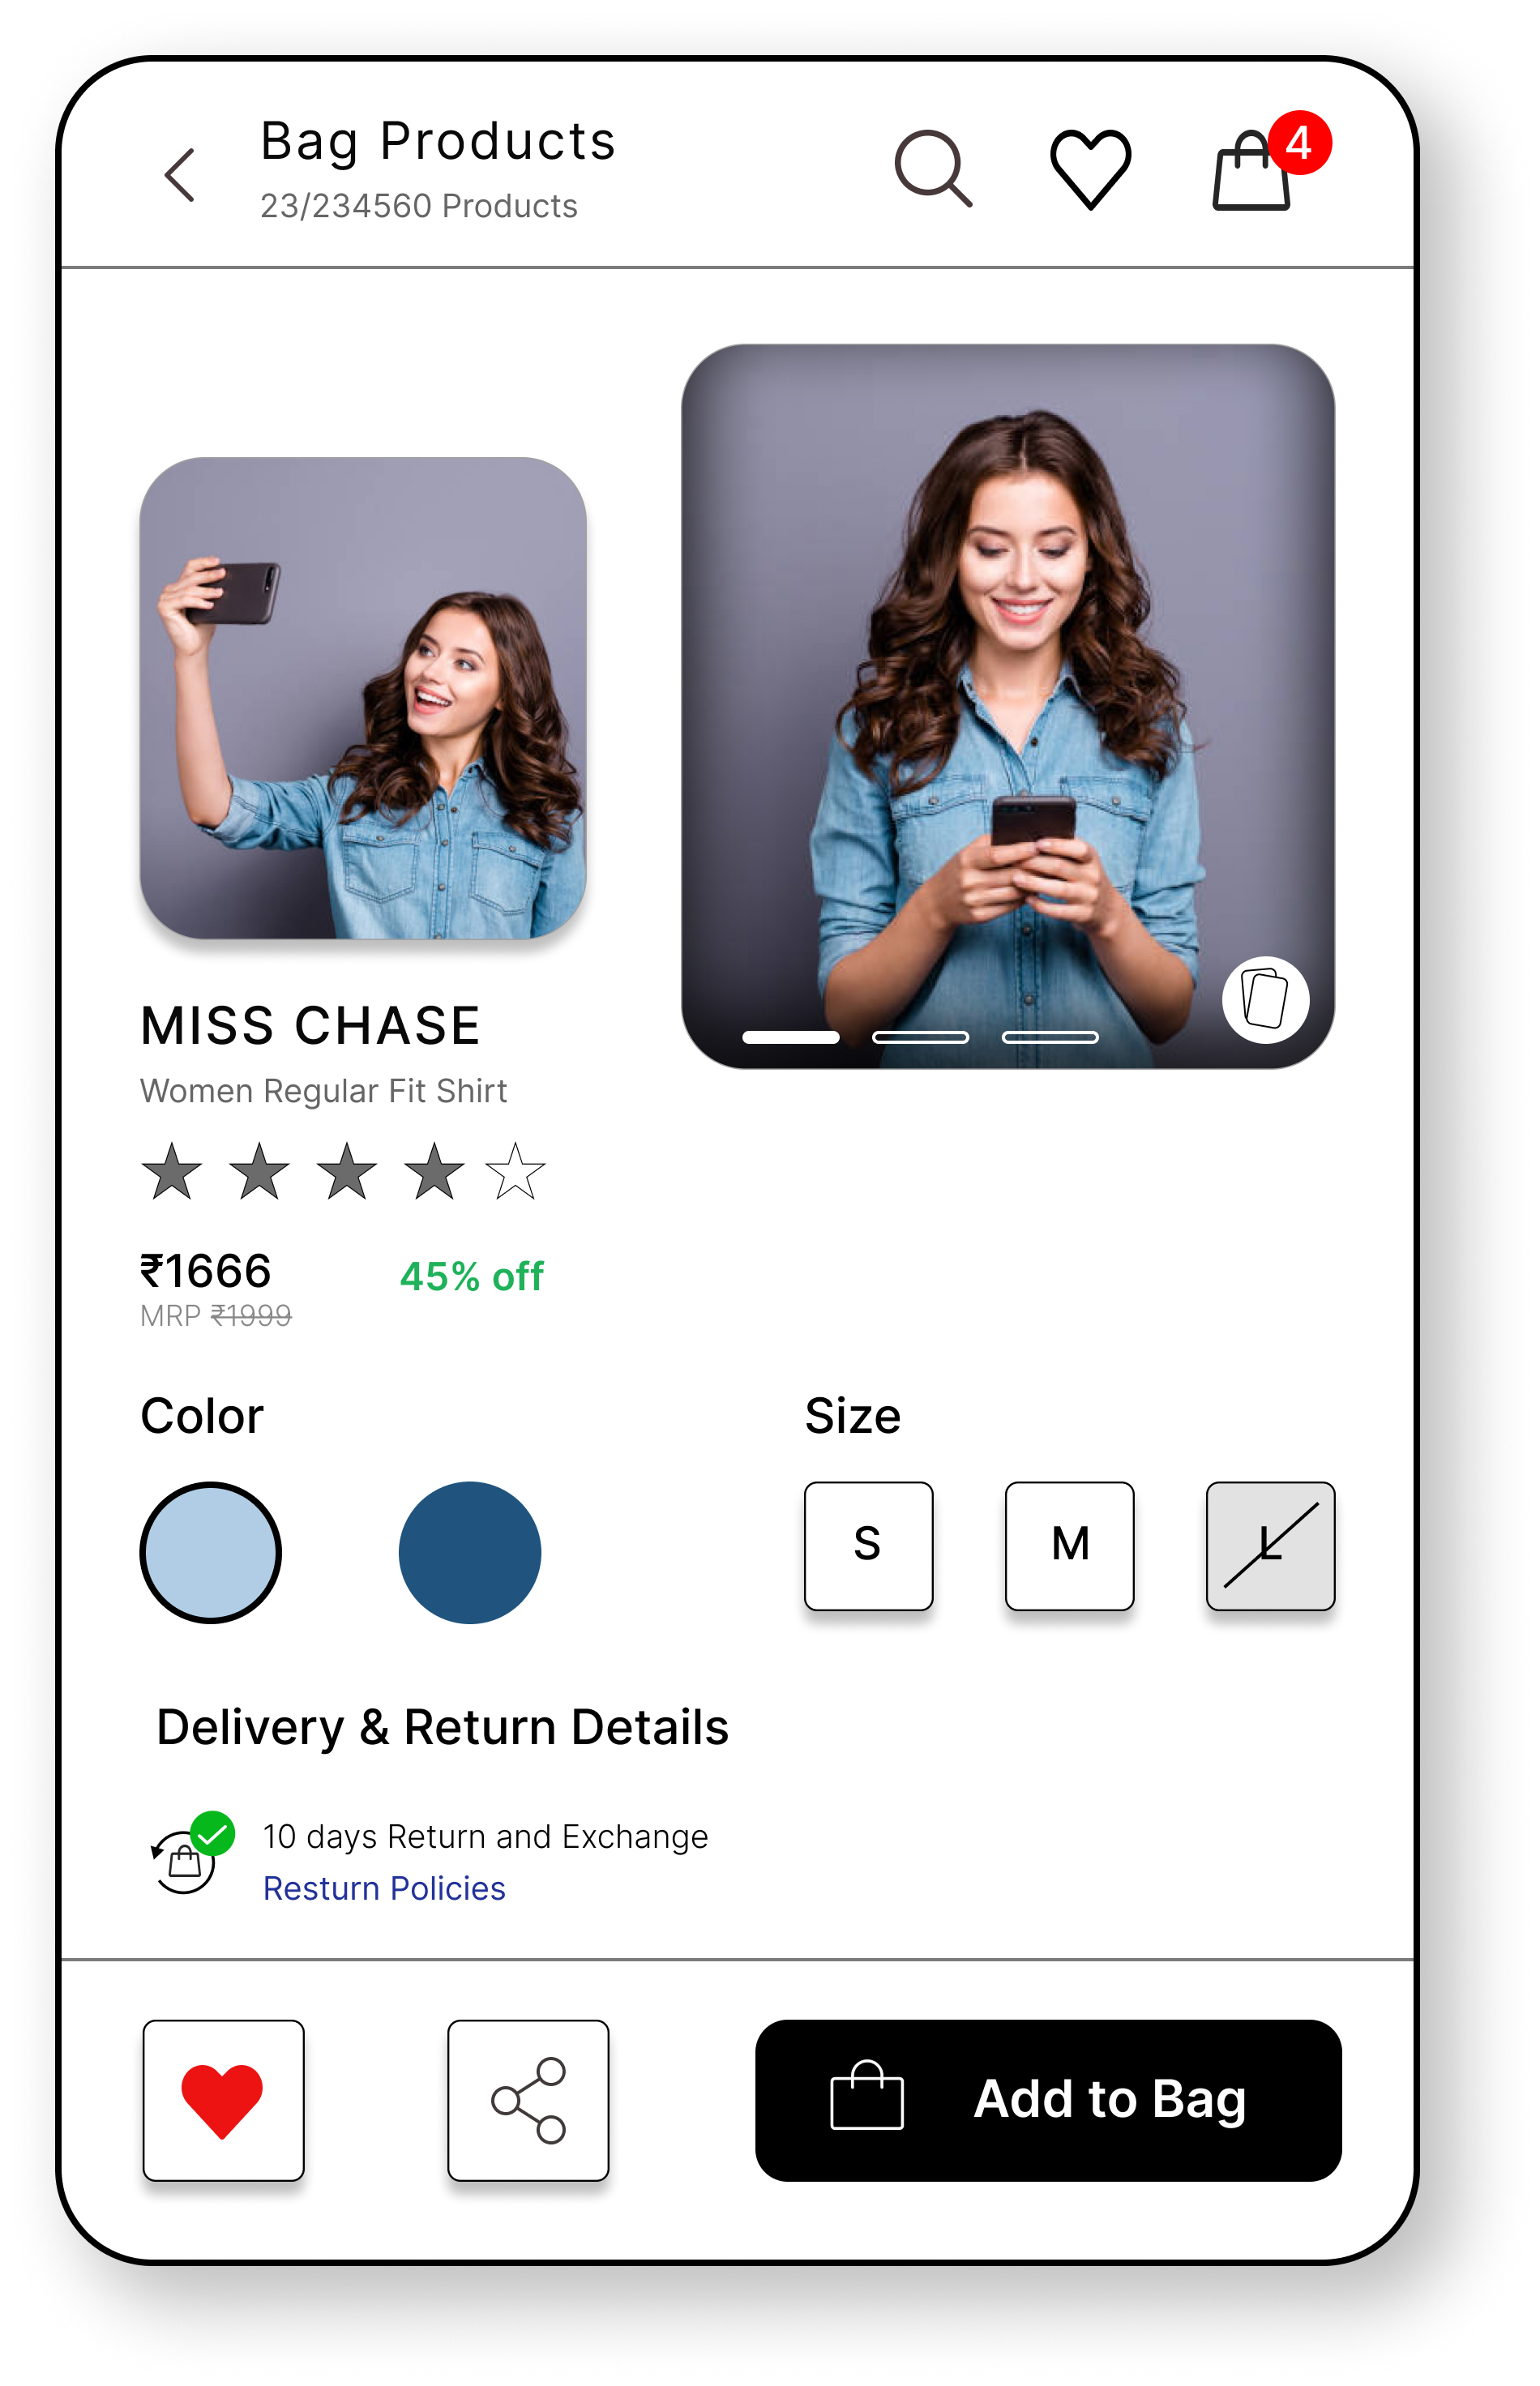 Bag Products
23/234560 Products
4
MISS CHASE
Women Regular Fit Shirt
₹1666
45% off
MRP ₹1999
Color
Size
S
M
L
Delivery & Return Details
10 days Return and Exchange
Resturn Policies
Add to Bag